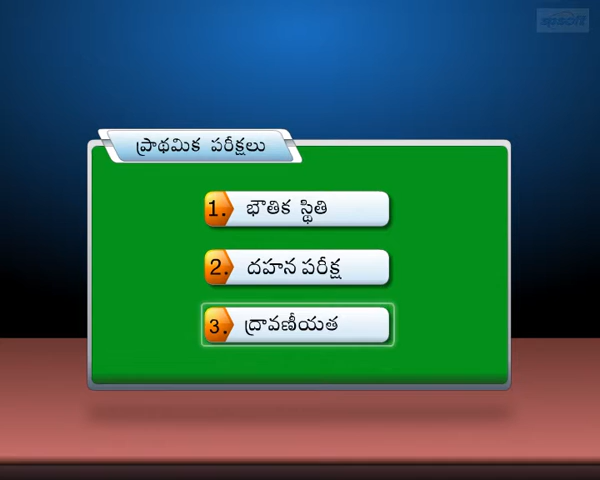 ప్రాథమిక పరీక్షలు
1. భౌతిక స్థితి
2. దహన పరీక్ష
3. ద్రావణీయత